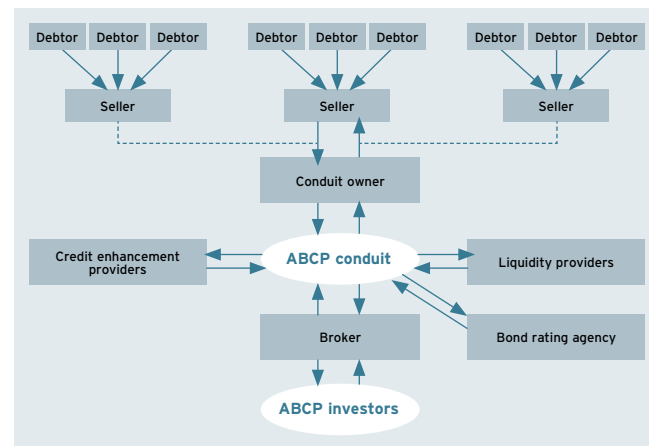 Debtor Debtor Debtor Debtor Debtor Debtor Debtor Debtor Debtor
Seller Seller Seller
Conduit owner
Credit enhancement
providers
ABCP conduit
Liquidity providers
Broker
Bond rating agency
ABCP investors